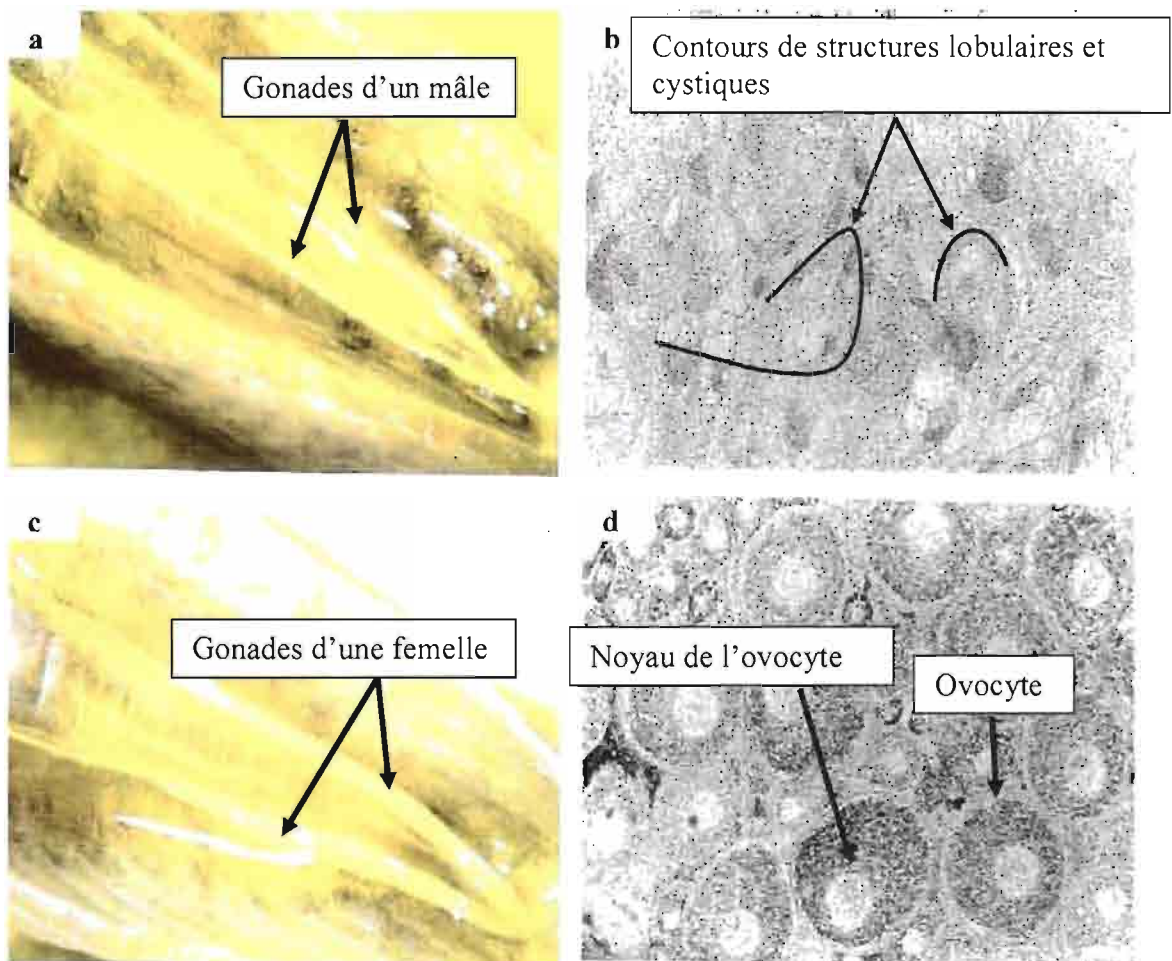 a
Gonades d'un mâle
b
Contours de structures lobulaires et
cystiques
c
Gonades d'une femelle
d
Noyau de l'ovocyte
Ovocyte